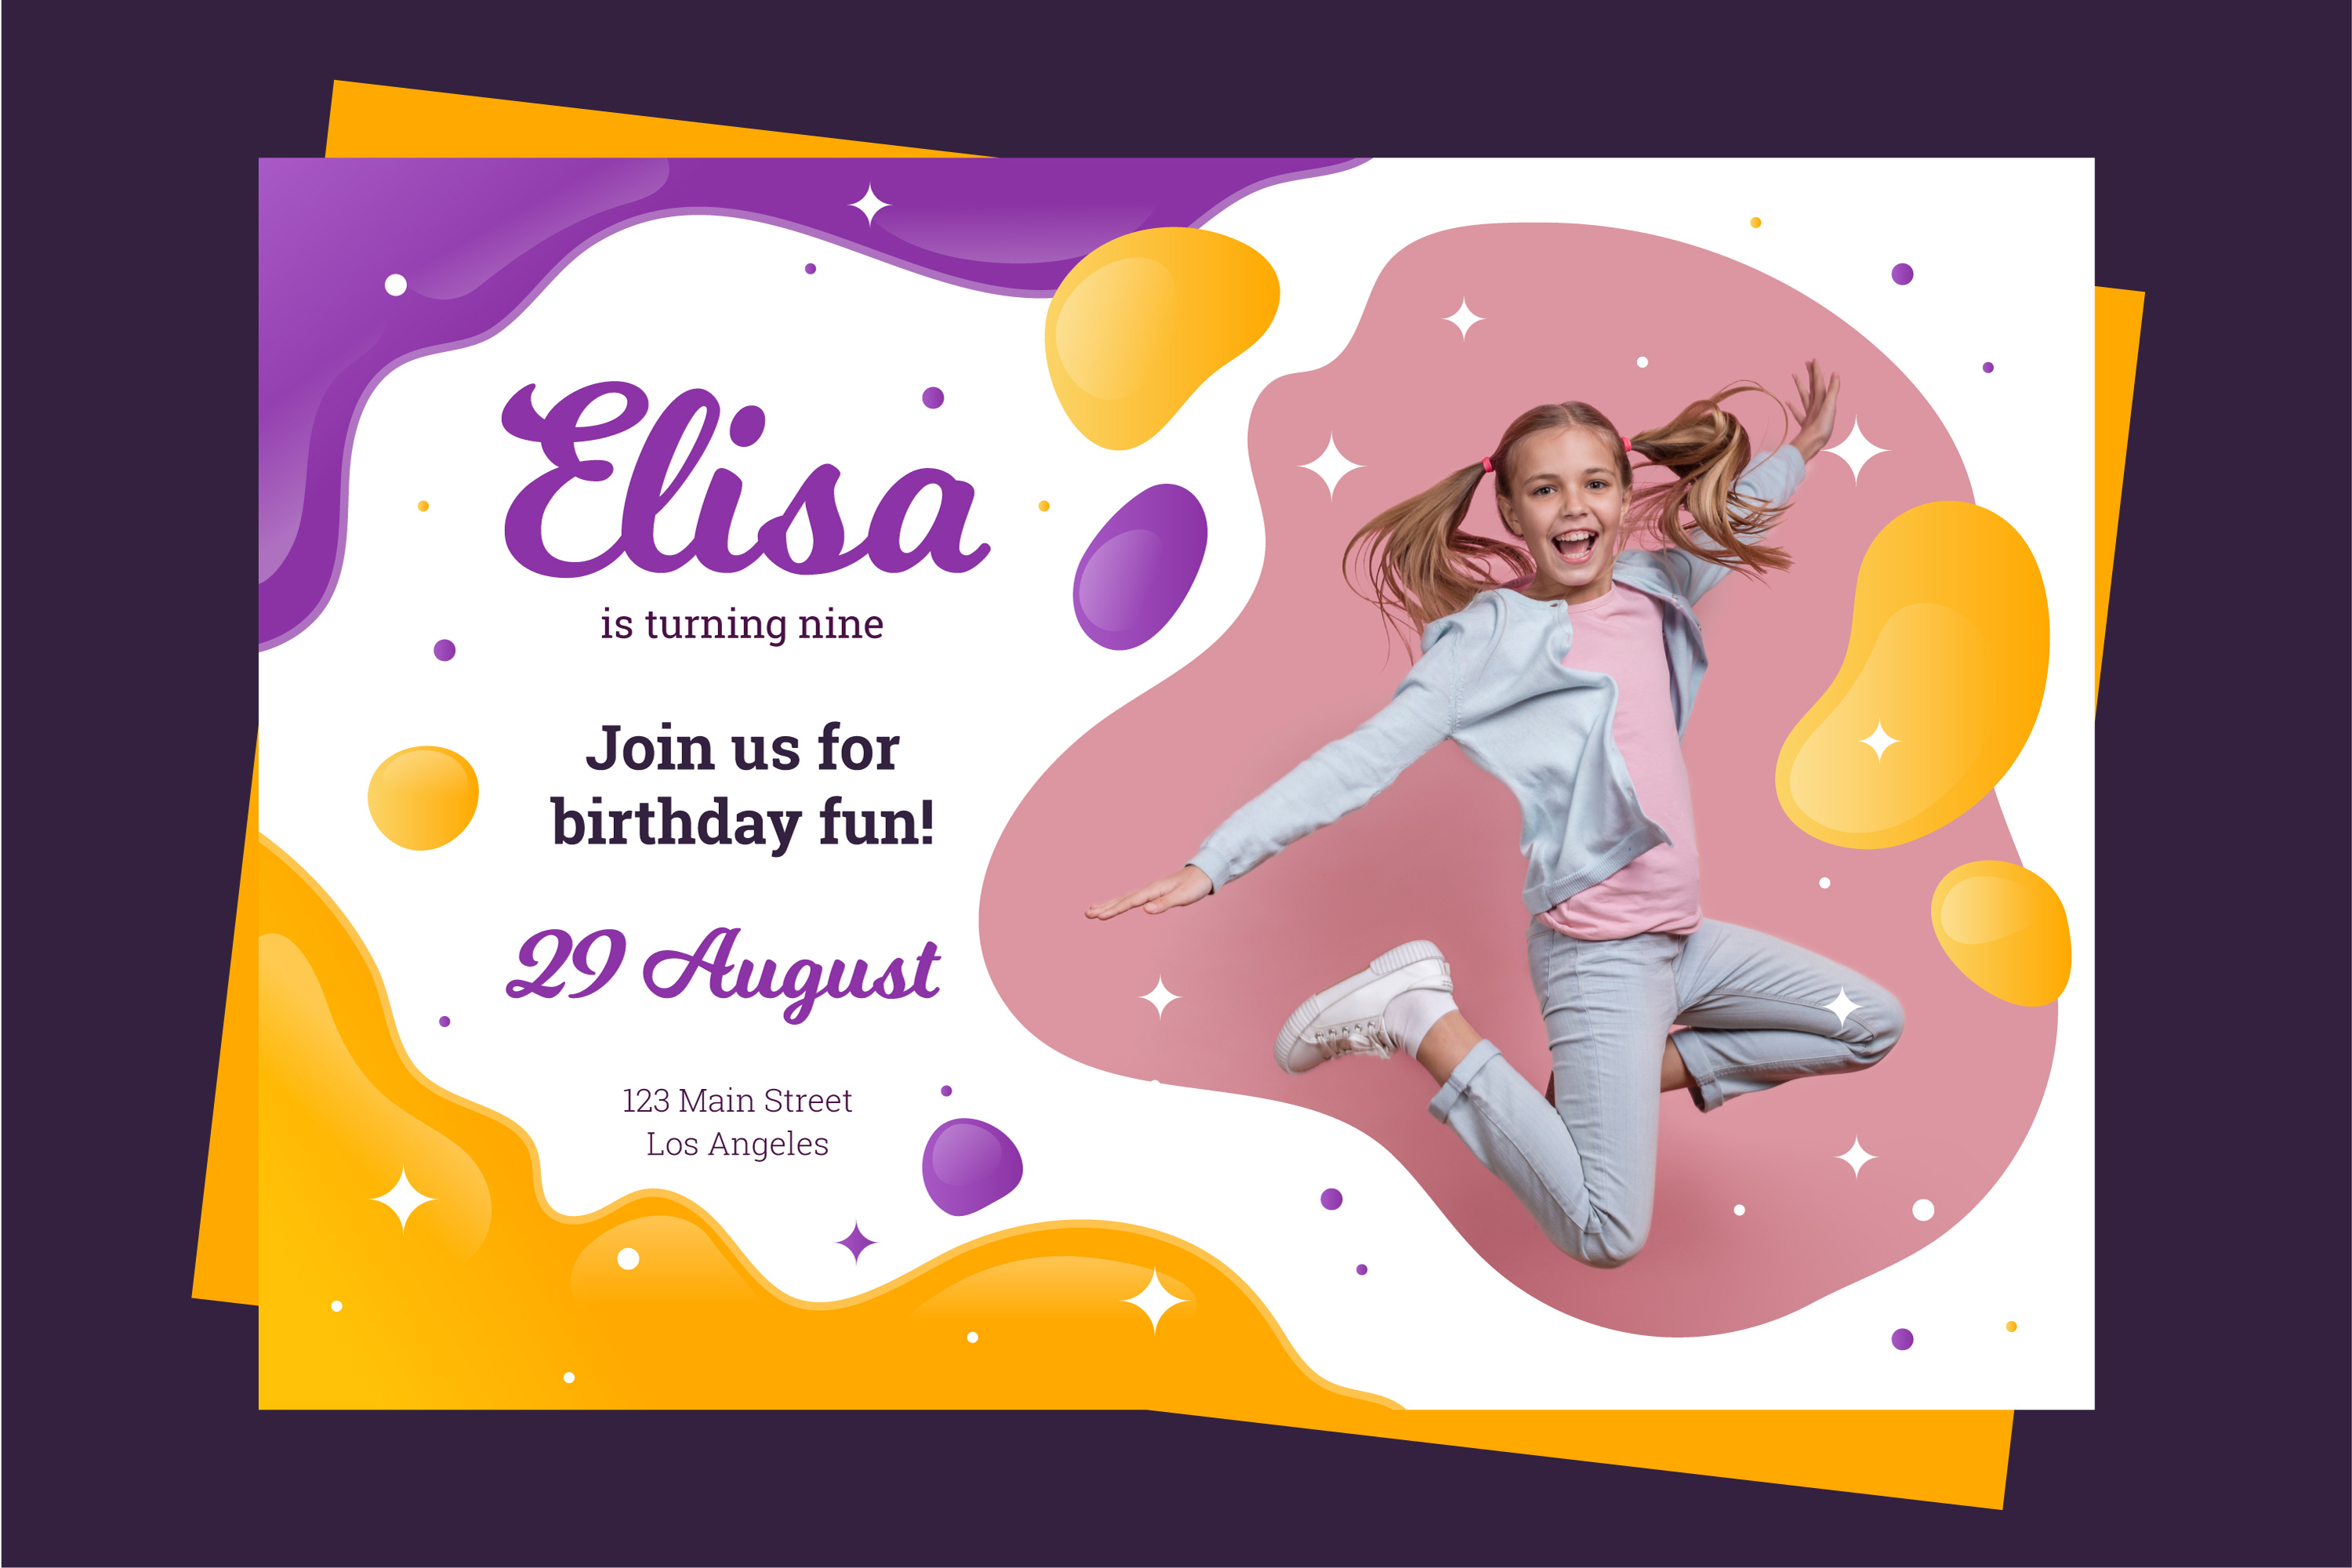 Elisa
is turning nine
Join us for
birthday fun!
29 August
123 Main Street
Los Angeles